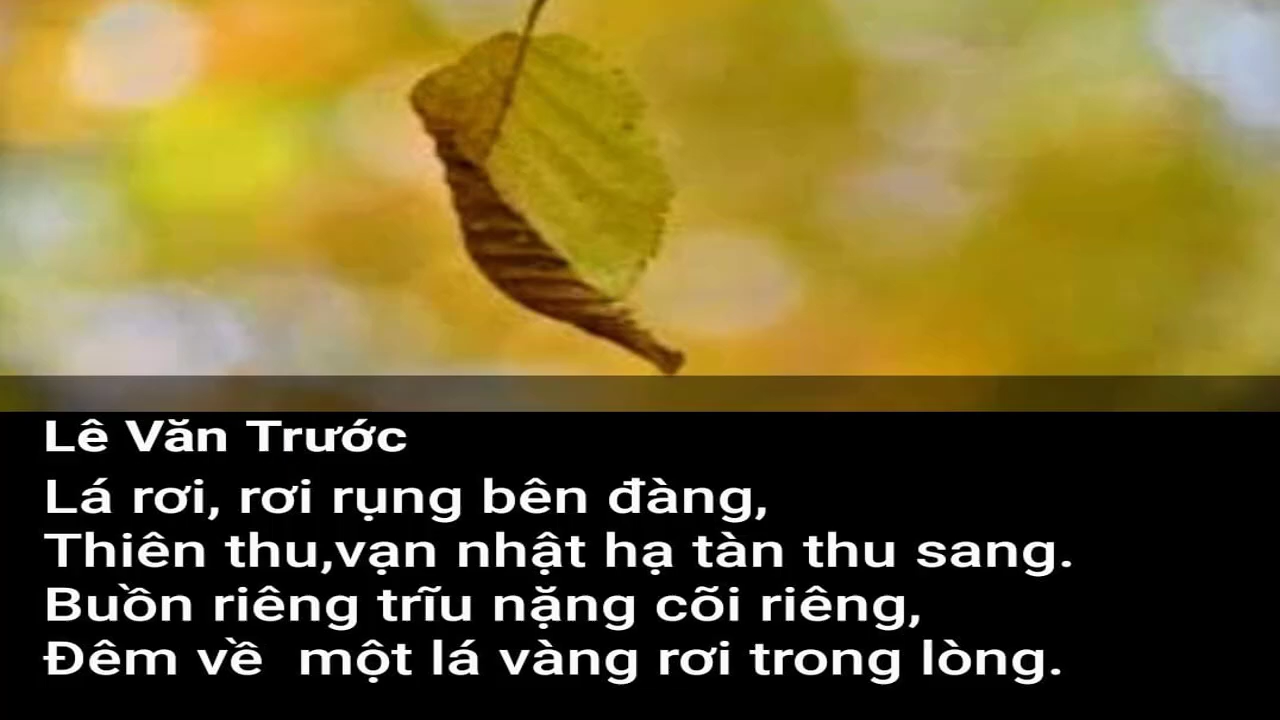 Lê Văn Trước
Lá rơi, rơi rụng bên đàng,
Thiên thu,vạn nhật hạ tàn thu sang.
Buồn riêng trĩu nặng cõi riêng,
Đêm về  một lá vàng rơi trong lòng.